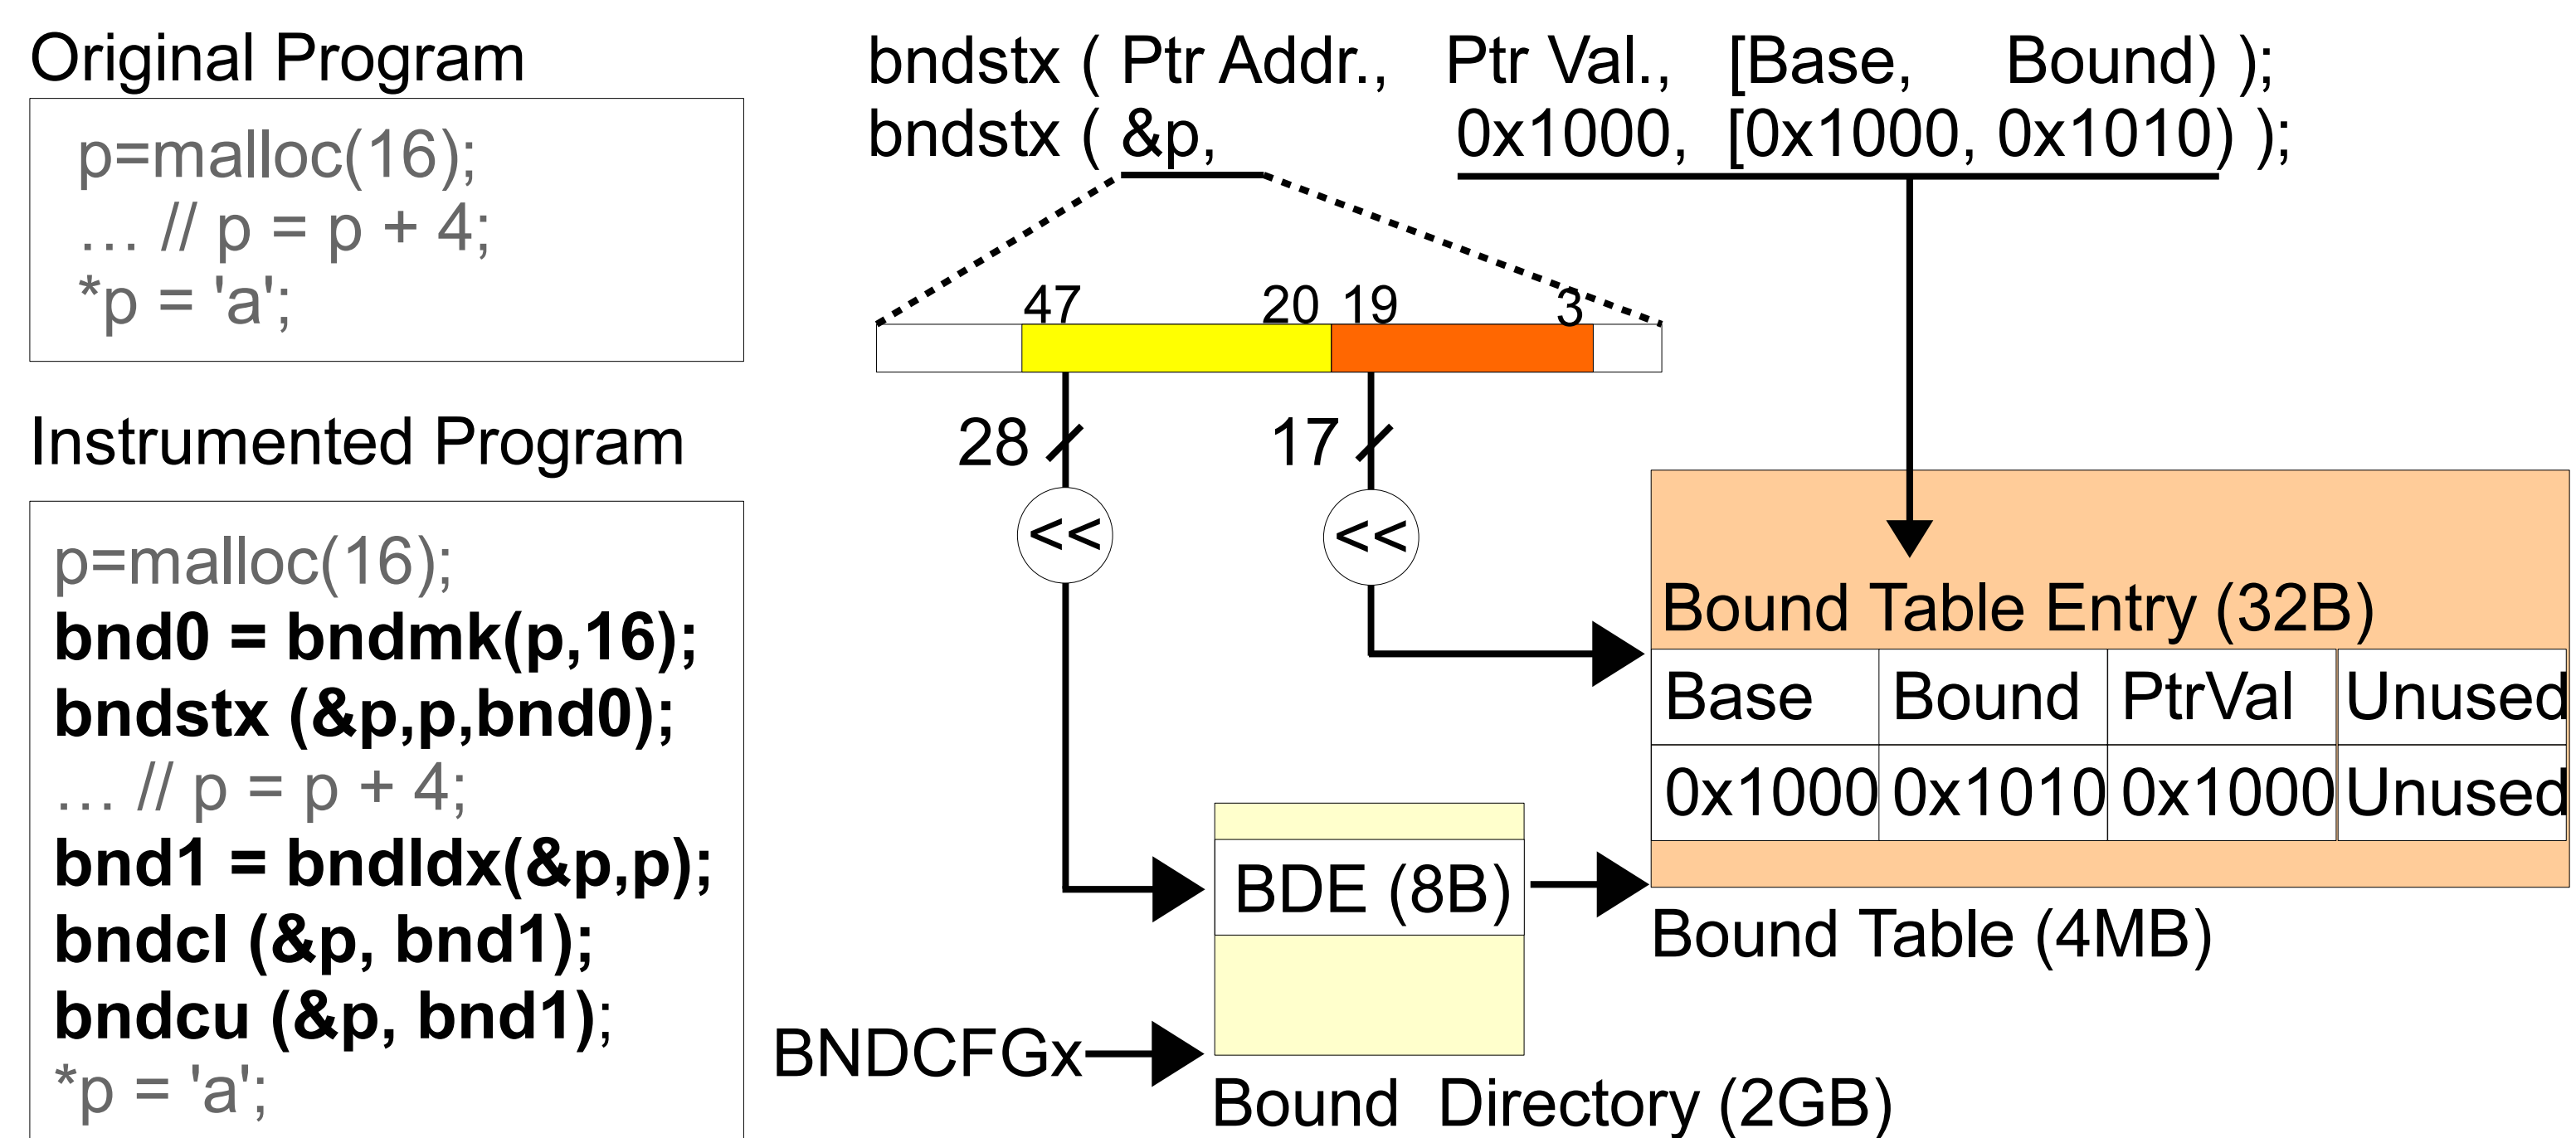 Original Program
p=malloc(16);
… // p = p + 4;
*p = 'a';
Instrumented Program
p=malloc(16);
bnd0 = bndmk(p,16);
bndstx (&p,p,bnd0);
… // p = p + 4;
bnd1 = bndldx(&p,p);
bndcl (&p, bnd1);
bndcu (&p, bnd1);
*p = 'a';
bndstx ( Ptr Addr., Ptr Val., [Base, Bound) );
bndstx ( &p, 0x1000, [0x1000, 0x1010) );
47 20 19 3
28 17
<< <<
Bound Table Entry (32B)
Base Bound PtrVal Unused
0x1000 0x1010 0x1000 Unused
BDE (8B)
Bound Table (4MB)
BNDCFGx
Bound Directory (2GB)